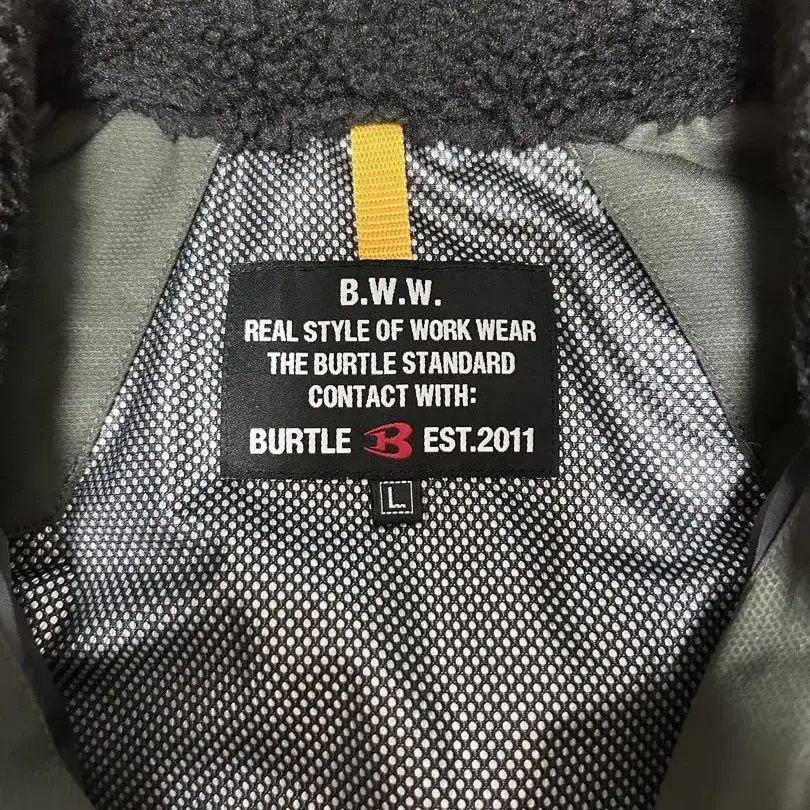 B.W.W.
REAL STYLE OF WORK WEAR
THE BURTLE STANDARD
CONTACT WITH:
BURTLE B EST.2011
L